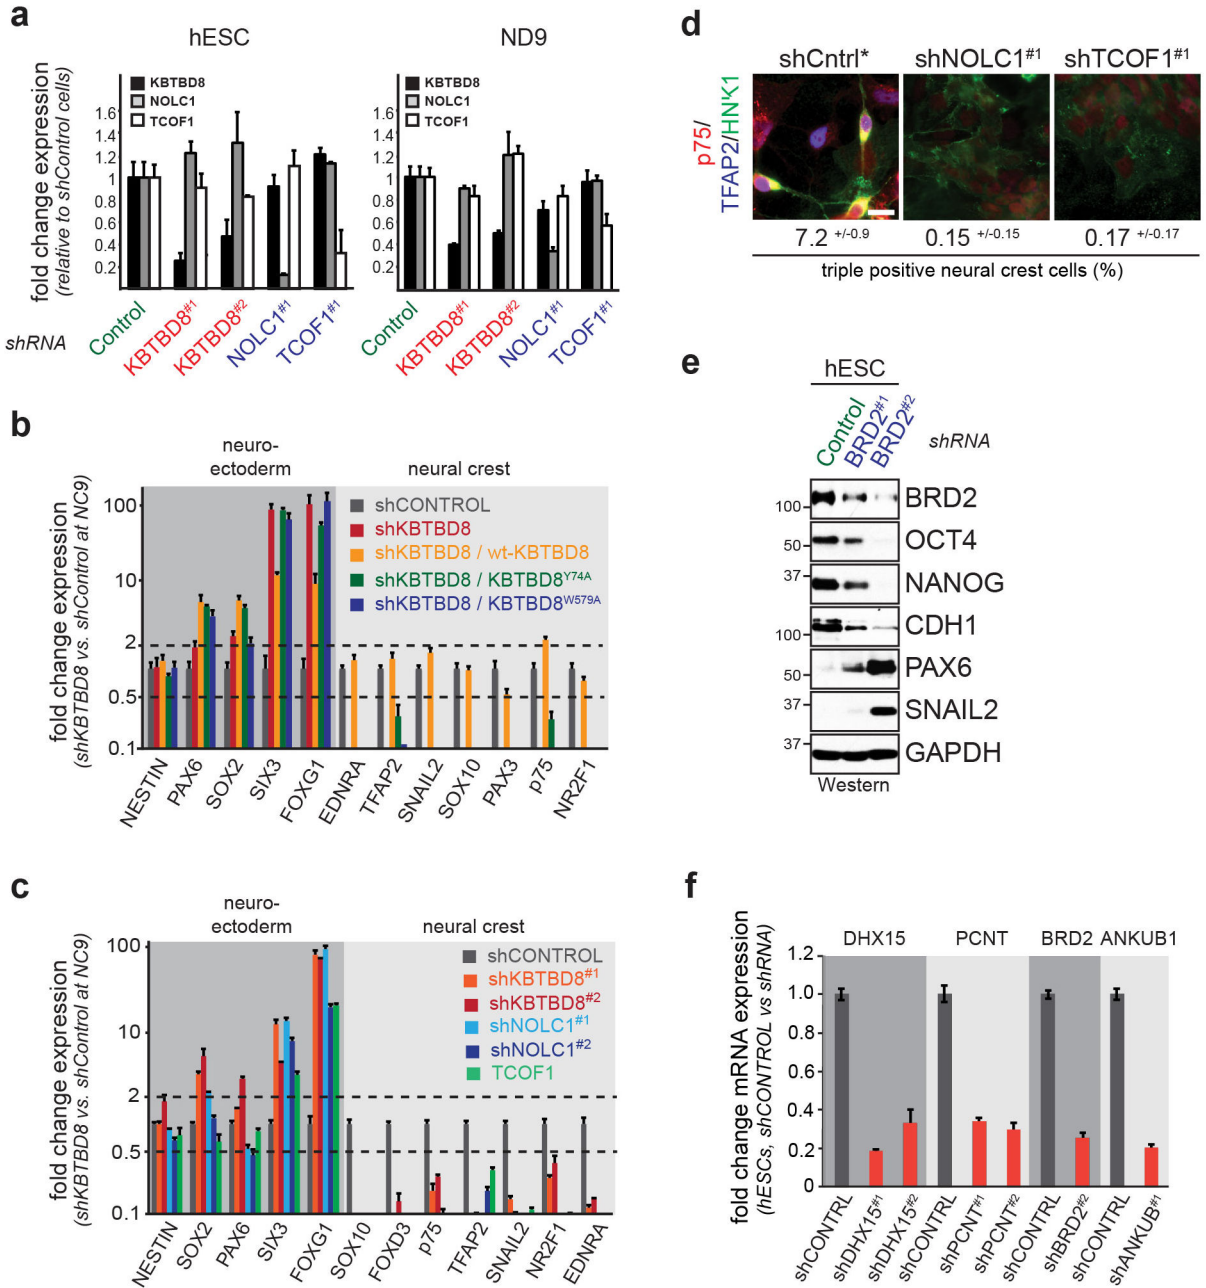 a
hESC
ND9
fold change expression
(relative to shControl cells)
KBTBD8
NOLC1
TCOF1
1.6
1.4
1.2
1
0.8
0.6
0.4
0.2
KBTBD8
NOLC1
TCOF1
1.6
1.4
1.2
1
0.8
0.6
0.4
0.2
shRNA
Control
KBTBD8#1
KBTBD8#2
NOLC1#1
TCOF1#1
Control
KBTBD8#1
KBTBD8#2
NOLC1#1
TCOF1#1
b
neuro-
ectoderm
neural crest
fold change expression
(shKBTBD8 vs. shControl at NC9)
100
10
2
1
0.5
0.1
shCONTROL
shKBTBD8
shKBTBD8 / wt-KBTBD8
shKBTBD8 / KBTBD8Y74A
shKBTBD8 / KBTBD8W579A
NESTIN
PAX6
SOX2
SIX3
FOXG1
EDNRA
TFAP2
SNAIL2
SOX10
PAX3
p75
NR2F1
c
neuro-
ectoderm
neural crest
fold change expression
(shKBTBD8 vs. shControl at NC9)
100
10
2
1
0.5
0.1
shCONTROL
shKBTBD8#1
shKBTBD8#2
shNOLC1#1
shNOLC1#2
TCOF1
NESTIN
SOX2
PAX6
SIX3
FOXG1
SOX10
FOXD3
p75
TFAP2
SNAIL2
NR2F1
EDNRA
d
shCntrl*
shNOLC1#1
shTCOF1#1
p75/
TFAP2/HNK1
7.2 +/-0.9
0.15 +/-0.15
0.17 +/-0.17
triple positive neural crest cells (%)
e
hESC
Control
BRD2#1
BRD2#2
shRNA
100
BRD2
50
OCT4
37
NANOG
100
CDH1
50
PAX6
37
SNAIL2
37
GAPDH
Western
f
DHX15
PCNT
BRD2
ANKUB1
fold change mRNA expression
(hESCs, shCONTROL vs shRNA)
1.2
1.0
0.8
0.6
0.4
0.2
0
shCONTRL
shDHX15#1
shDHX15#2
shCONTRL
shPCNT#1
shPCNT#2
shCONTRL
shBRD2#2
shCONTRL
shANKUB#1